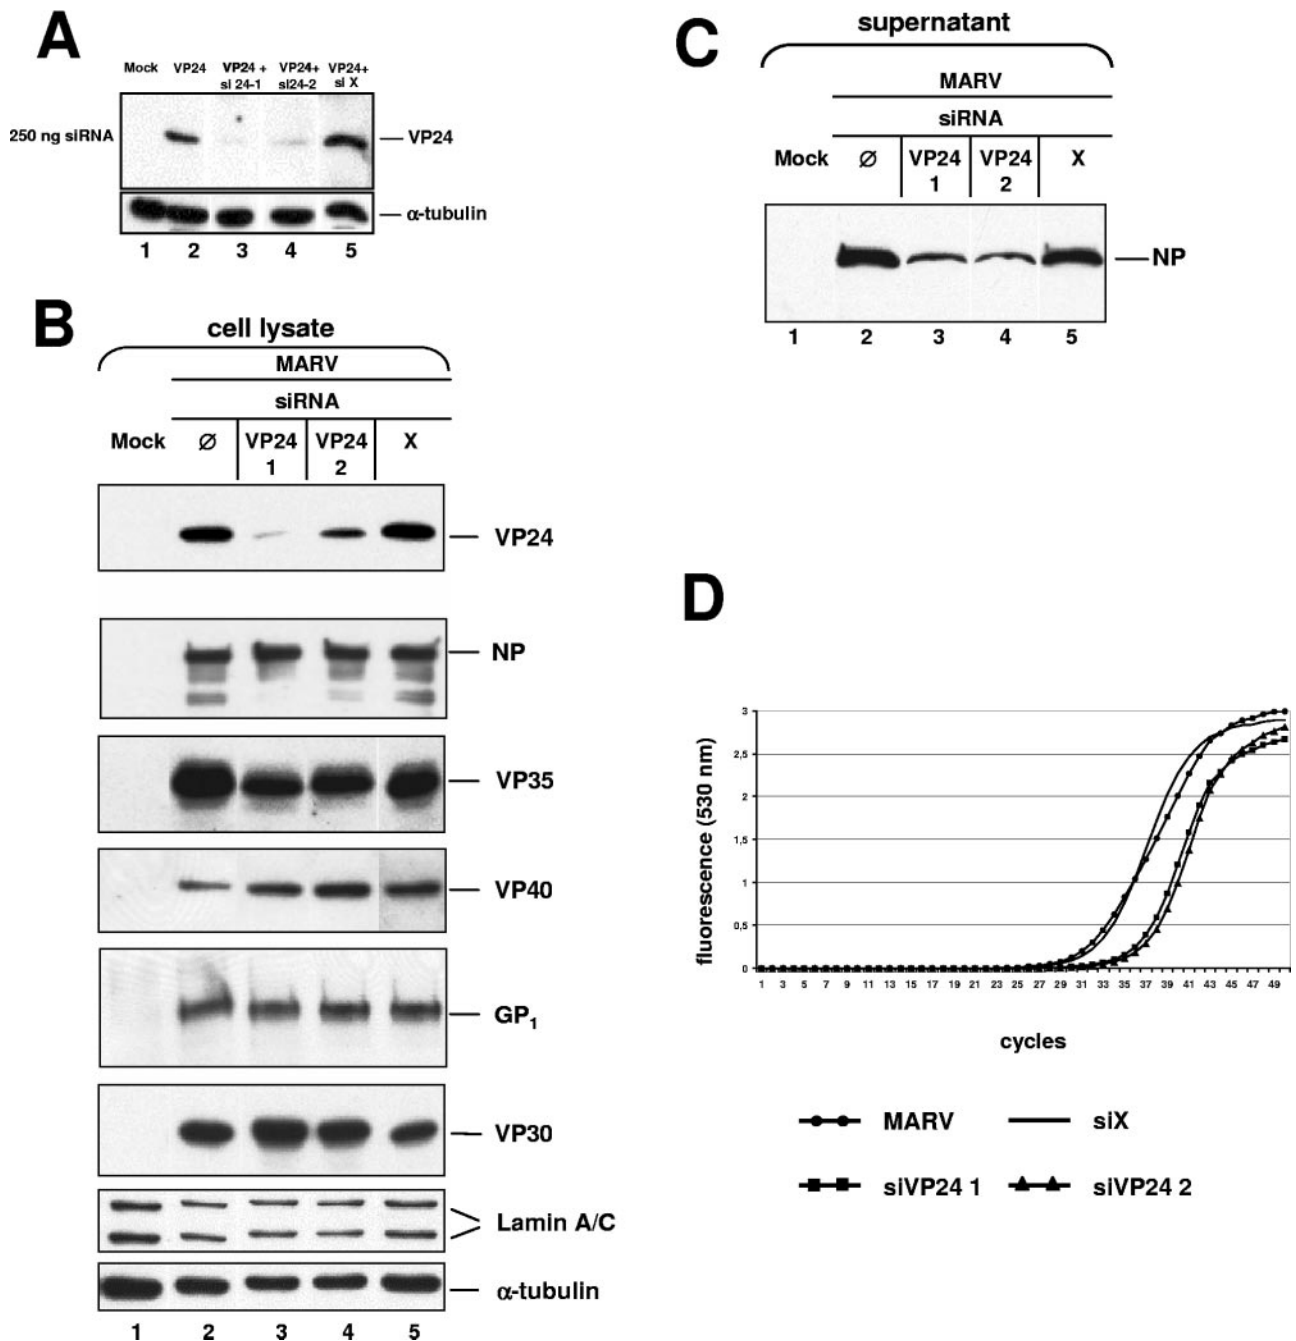 A
Mock VP24 VP24 + VP24+ VP24+
si 24-1 si24-2 si X
250 ng siRNA
VP24
α-tubulin
1 2 3 4 5
B
cell lysate
MARV
siRNA
Mock Ø VP24 VP24 X
1 2
VP24
NP
VP35
VP40
GP1
VP30
Lamin A/C
α-tubulin
1 2 3 4 5
C
supernatant
MARV
siRNA
Mock Ø VP24 VP24 X
1 2
NP
1 2 3 4 5
D
3
2,5
2
1,5
1
0,5
0
fluorescence (530 nm)
1 3 5 7 9 11 13 15 17 19 21 23 25 27 29 31 33 35 37 39 41 43 45 47 49
cycles
MARV siX
siVP24 1 siVP24 2